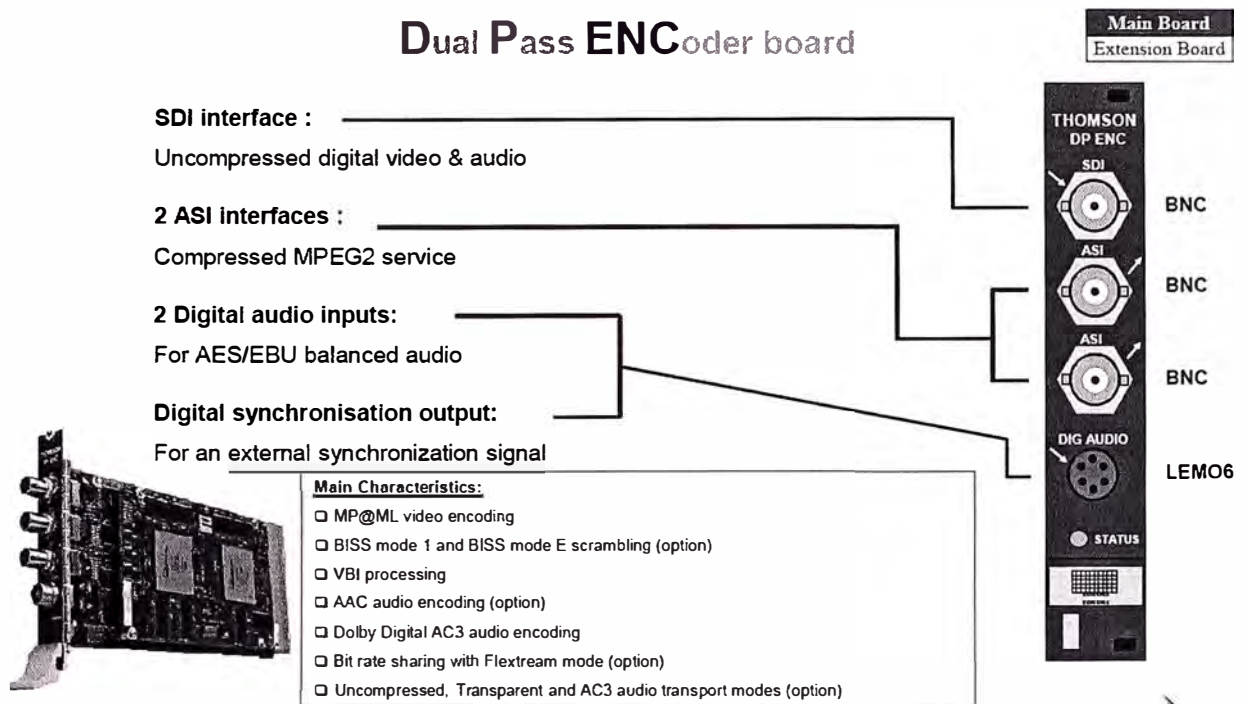 Dual Pass ENCoder board
Main Board
Extension Board
SDI interface :
Uncompressed digital video & audio
2 ASI interfaces :
Compressed MPEG2 service
2 Digital audio inputs:
For AES/EBU balanced audio
Digital synchronisation output:
For an external synchronization signal
THOMSON
DP ENC
SDI
BNC
ASI
BNC
ASI
BNC
DIG AUDIO
LEMO6
STATUS
THOMSON
DP ENC
Main Characteristics:
❑ MP@ML video encoding
❑ BISS mode 1 and BISS mode E scrambling (option)
❑ VBI processing
❑ AAC audio encoding (option)
❑ Dolby Digital AC3 audio encoding
❑ Bit rate sharing with Flextream mode (option)
❑ Uncompressed, Transparent and AC3 audio transport modes (option)